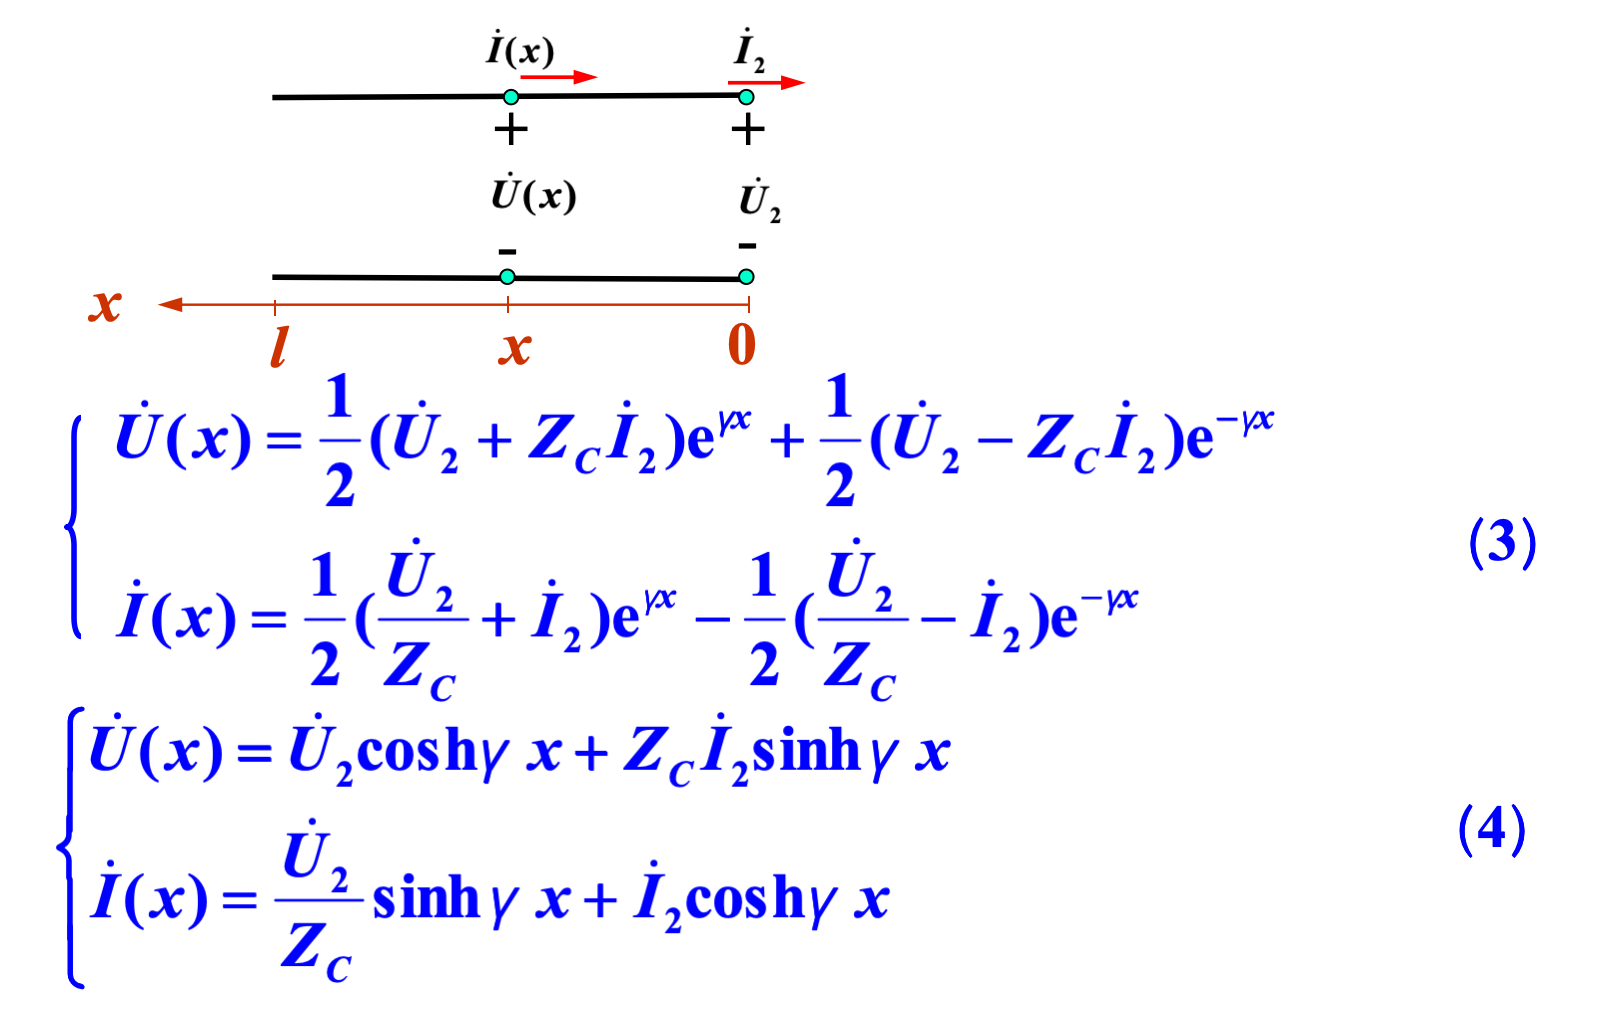 İ(x) İ₂
+ +
U̇(x) U̇₂
- -
x
l x 0
U̇(x) = 1/2 (U̇₂ + Z_C İ₂)e^{γx} + 1/2 (U̇₂ − Z_C İ₂)e^{−γx}
(3)
İ(x) = 1/2 (U̇₂/Z_C + İ₂)e^{γx} − 1/2 (U̇₂/Z_C − İ₂)e^{−γx}
U̇(x) = U̇₂coshγ x + Z_C İ₂sinhγ x
(4)
İ(x) = U̇₂/Z_C sinhγ x + İ₂coshγ x